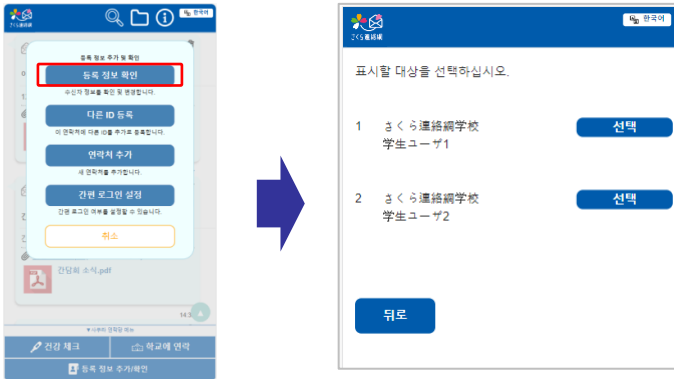 さくら連絡網
한국어
등록 정보 추가 및 확인
등록 정보 확인
수신자 정보를 확인 및 변경합니다.
다른 ID 등록
이 연락처에 다른 ID를 추가로 등록합니다.
연락처 추가
새 연락처를 추가합니다.
간편 로그인 설정
간편 로그인 여부를 설정할 수 있습니다.
취소
간담회 소식.pdf
14:3
건강 체크
학교에 연락
등록 정보 추가/확인
さくら連絡網
한국어
표시할 대상을 선택하십시오.
1 さくら連絡網学校
学生ユーザ1
선택
2 さくら連絡網学校
学生ユーザ2
선택
뒤로